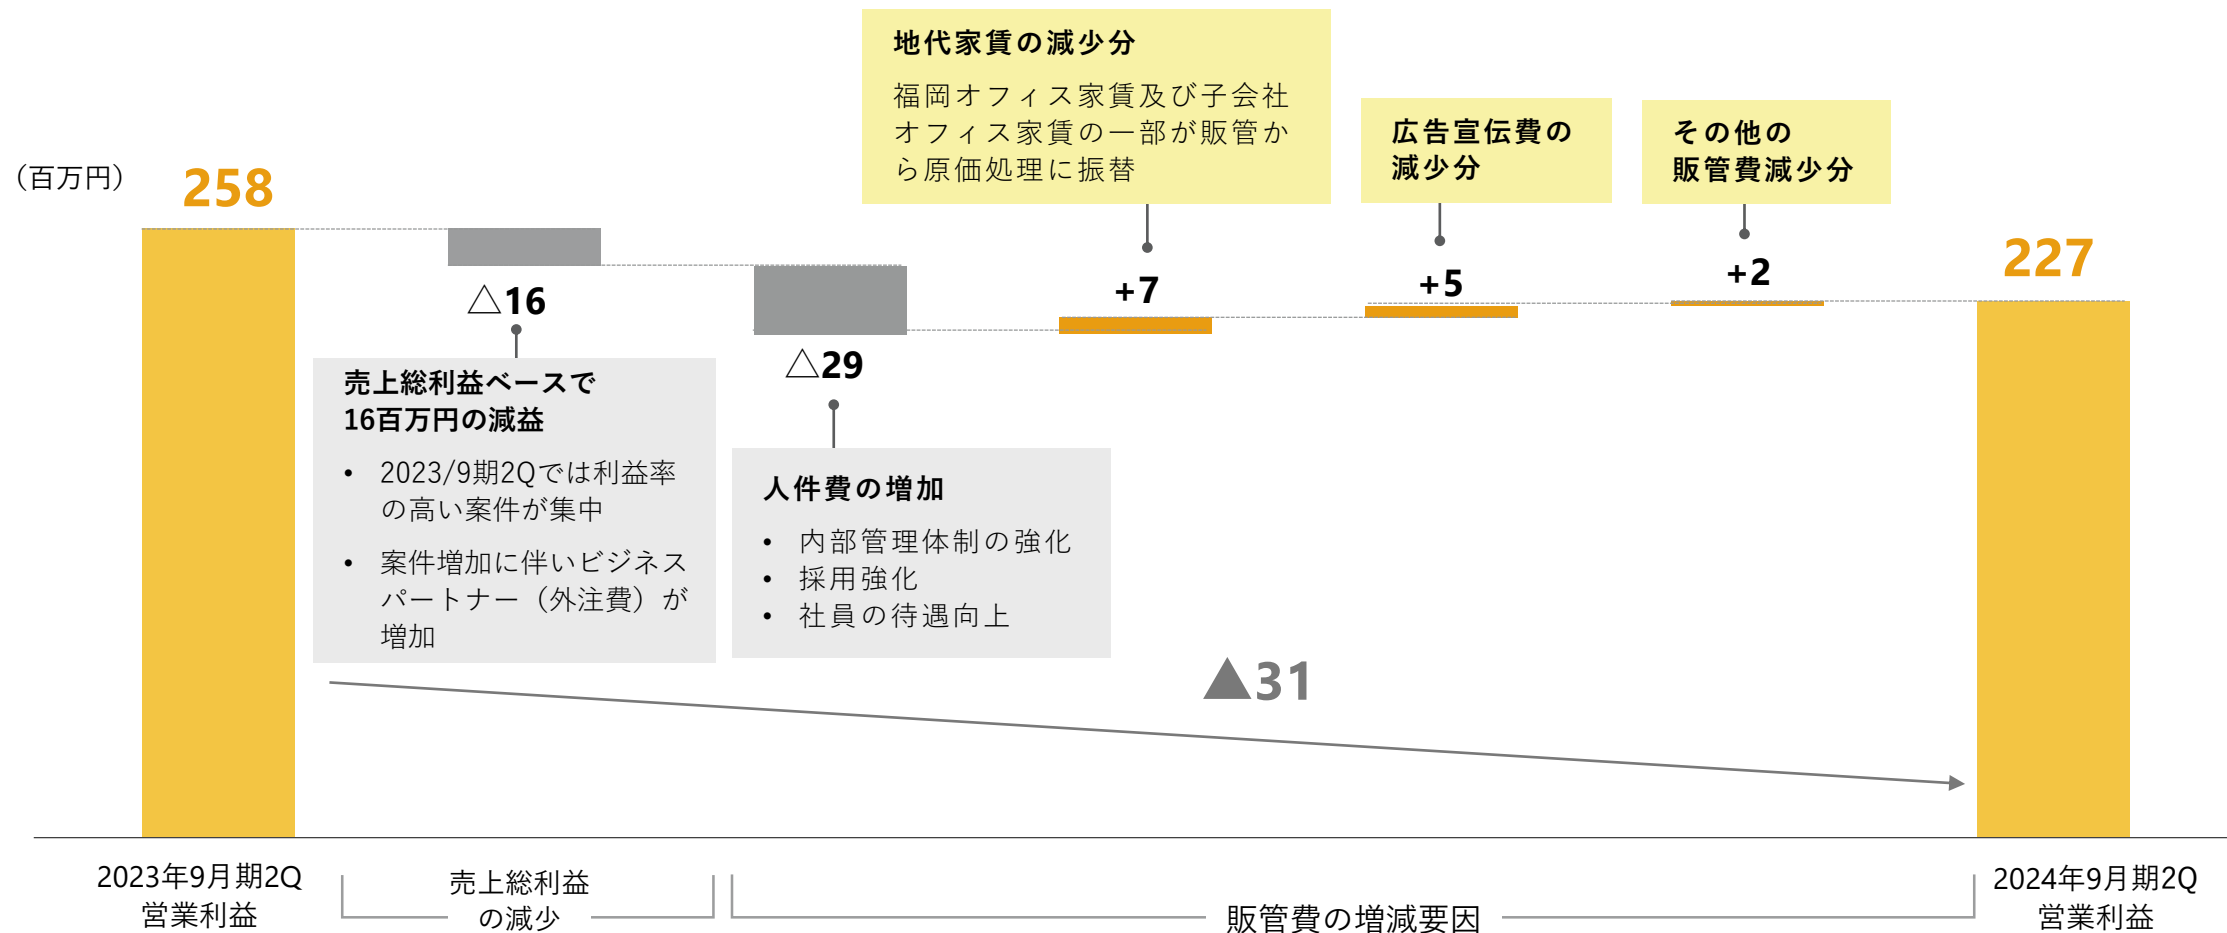 （百万円）
258
△16
売上総利益ベースで
16百万円の減益
• 2023/9期2Qでは利益率
の高い案件が集中
• 案件増加に伴いビジネス
パートナー（外注費）が
増加
△29
人件費の増加
• 内部管理体制の強化
• 採用強化
• 社員の待遇向上
地代家賃の減少分
福岡オフィス家賃及び子会社
オフィス家賃の一部が販管か
ら原価処理に振替
+7
広告宣伝費の
減少分
+5
その他の
販管費減少分
+2
227
▲31
2023年9月期2Q
営業利益
売上総利益
の減少
販管費の増減要因
2024年9月期2Q
営業利益